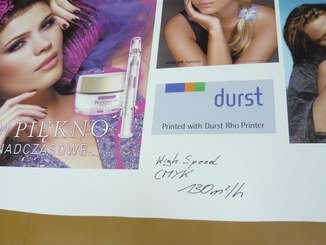 PIĘKNO
NADCZASOWE
durst
Printed with Durst Rho Printer
High Speed
CMYK
130m²/h